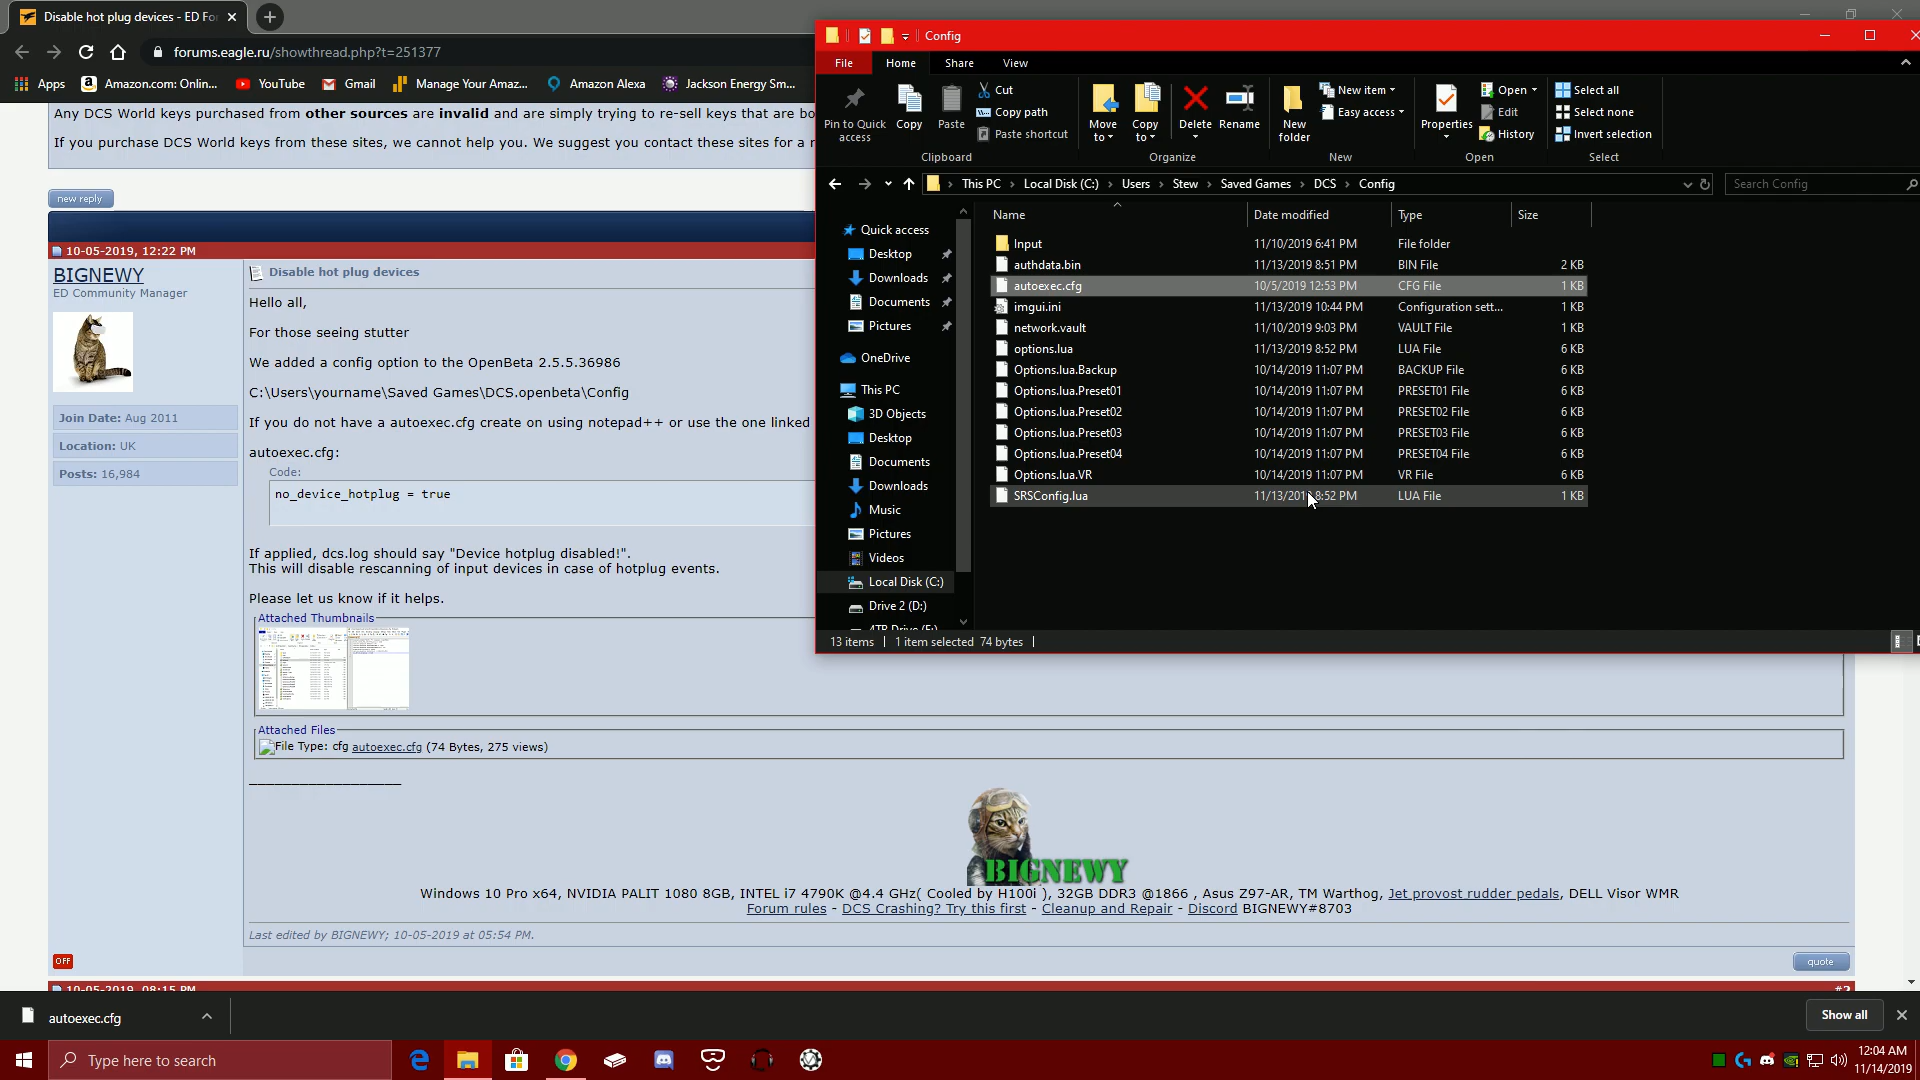 Disable hot plug devices - ED Fo
forums.eagle.ru/showthread.php?t=251377
Apps
Amazon.com: Onlin...
YouTube
Gmail
Manage Your Amaz...
Amazon Alexa
Jackson Energy Sm...
Any DCS World keys purchased from other sources are invalid and are simply trying to re-sell keys that are bo
If you purchase DCS World keys from these sites, we cannot help you. We suggest you contact these sites for a r
new reply
10-05-2019, 12:22 PM
BIGNEWY
ED Community Manager
Join Date: Aug 2011
Location: UK
Posts: 16,984
Disable hot plug devices
Hello all,
For those seeing stutter
We added a config option to the OpenBeta 2.5.5.36986
C:\Users\yourname\Saved Games\DCS.openbeta\Config
If you do not have a autoexec.cfg create on using notepad++ or use the one linked
autoexec.cfg:
Code:
no_device_hotplug = true
If applied, dcs.log should say "Device hotplug disabled!".
This will disable rescanning of input devices in case of hotplug events.
Please let us know if it helps.
Attached Thumbnails
Attached Files
File Type: cfg autoexec.cfg (74 Bytes, 275 views)
BIGNEWY
Windows 10 Pro x64, NVIDIA PALIT 1080 8GB, INTEL i7 4790K @4.4 GHz( Cooled by H100i ), 32GB DDR3 @1866 , Asus Z97-AR, TM Warthog, Jet provost rudder pedals, DELL Visor WMR
Forum rules - DCS Crashing? Try this first - Cleanup and Repair - Discord BIGNEWY#8703
Last edited by BIGNEWY; 10-05-2019 at 05:54 PM.
OFF
quote
10-05-2019, 08:15 PM
#2
Config
File
Home
Share
View
Pin to Quick access
Copy
Paste
Cut
Copy path
Paste shortcut
Clipboard
Move to
Copy to
Delete
Rename
Organize
New folder
New item
Easy access
New
Properties
Open
Edit
History
Open
Select all
Select none
Invert selection
Select
This PC
Local Disk (C:)
Users
Stew
Saved Games
DCS
Config
Search Config
Quick access
Desktop
Downloads
Documents
Pictures
OneDrive
This PC
3D Objects
Desktop
Documents
Downloads
Music
Pictures
Videos
Local Disk (C:)
Drive 2 (D:)
Name Date modified Type Size
Input 11/10/2019 6:41 PM File folder
authdata.bin 11/13/2019 8:51 PM BIN File 2 KB
autoexec.cfg 10/5/2019 12:53 PM CFG File 1 KB
imgui.ini 11/13/2019 10:44 PM Configuration sett... 1 KB
network.vault 11/10/2019 9:03 PM VAULT File 1 KB
options.lua 11/13/2019 8:52 PM LUA File 6 KB
Options.lua.Backup 10/14/2019 11:07 PM BACKUP File 6 KB
Options.lua.Preset01 10/14/2019 11:07 PM PRESET01 File 6 KB
Options.lua.Preset02 10/14/2019 11:07 PM PRESET02 File 6 KB
Options.lua.Preset03 10/14/2019 11:07 PM PRESET03 File 6 KB
Options.lua.Preset04 10/14/2019 11:07 PM PRESET04 File 6 KB
Options.lua.VR 10/14/2019 11:07 PM VR File 6 KB
SRSConfig.lua 11/13/2019 8:52 PM LUA File 1 KB
13 items
1 item selected 74 bytes
autoexec.cfg
Show all
Type here to search
12:04 AM
11/14/2019